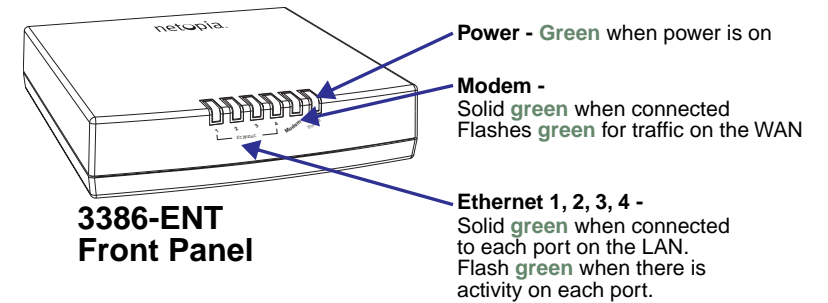 netopia.
Power - Green when power is on
Modem -
Solid green when connected
Flashes green for traffic on the WAN
1 2 3 4 Modem
Ethernet 1, 2, 3, 4 -
Solid green when connected
to each port on the LAN.
Flash green when there is
activity on each port.
3386-ENT
Front Panel